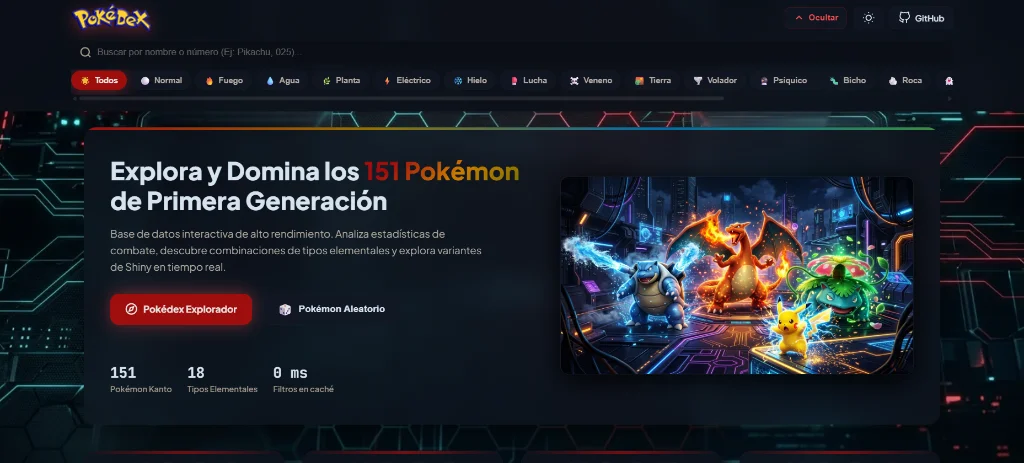 PokéDex
Ocultar
GitHub
Buscar por nombre o número (Ej: Pikachu, 025)...
Todos
Normal
Fuego
Agua
Planta
Eléctrico
Hielo
Lucha
Veneno
Tierra
Volador
Psíquico
Bicho
Roca
Explora y Domina los 151 Pokémon
de Primera Generación
Base de datos interactiva de alto rendimiento. Analiza estadísticas de
combate, descubre combinaciones de tipos elementales y explora variantes
de Shiny en tiempo real.
Pokédex Explorador
Pokémon Aleatorio
151
Pokémon Kanto
18
Tipos Elementales
0 ms
Filtros en caché